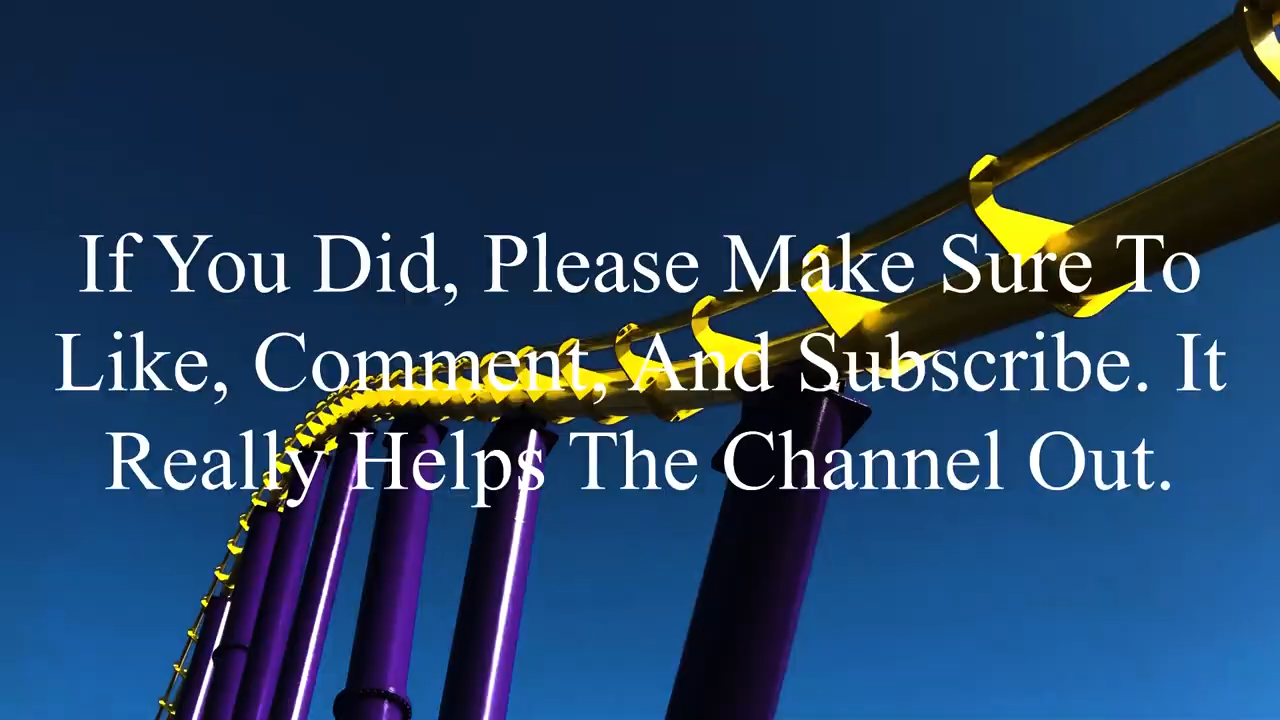 If You Did, Please Make Sure To
Like, Comment, And Subscribe. It
Really Helps The Channel Out.